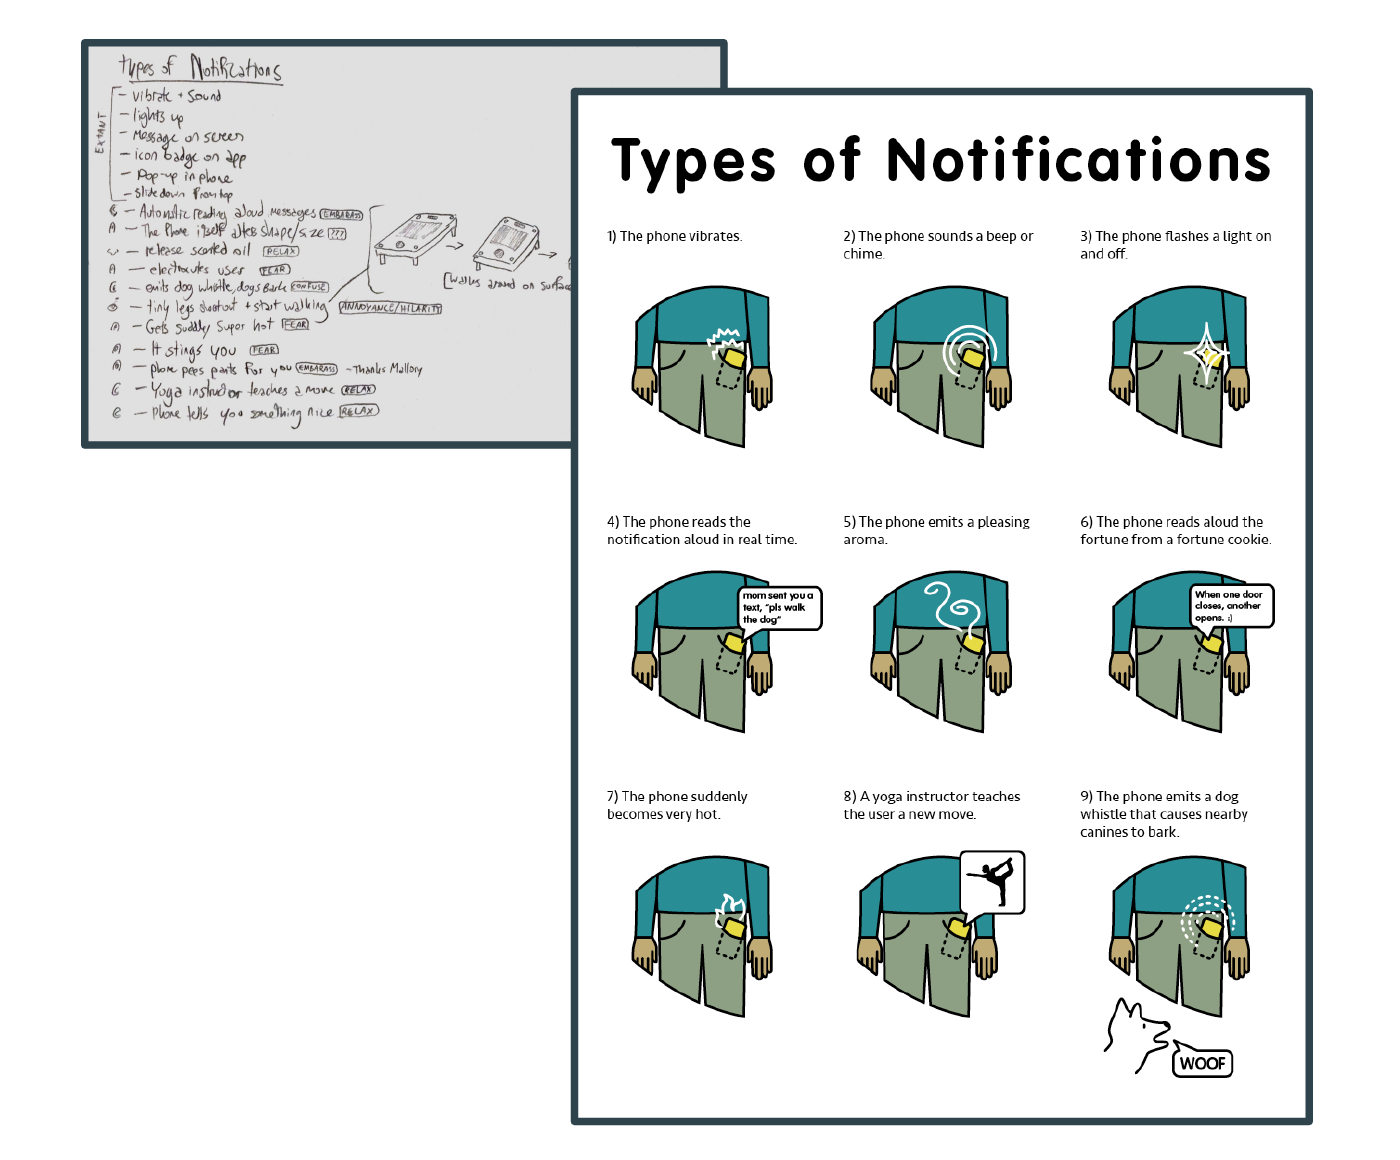 Types of Notifications
EXTANT
- vibrate + sound
- lights up
- Message on screen
- icon badge on app
- Pop-up in phone
- Slide down from top
- Automatic reading aloud messages EMBARASS
- The Phone itself alters shape/size ???
- release scented oil RELAX
- electrocutes user FEAR
- emits dog whistle, dogs bark CONFUSE
- tiny legs shoot out + start walking ANNOYANCE/HILARITY
- Gets suddenly super hot FEAR
- It stings you FEAR
- phone pees pants for you EMBARASS - Thanks Mallory
- Yoga instructor teaches a move RELAX
- Phone tells you something nice RELAX
walks around on surface
Types of Notifications
1) The phone vibrates.
2) The phone sounds a beep or
chime.
3) The phone flashes a light on
and off.
4) The phone reads the
notification aloud in real time.
mom sent you a
text, "pls walk
the dog"
5) The phone emits a pleasing
aroma.
6) The phone reads aloud the
fortune from a fortune cookie.
When one door
closes, another
opens. :)
7) The phone suddenly
becomes very hot.
8) A yoga instructor teaches
the user a new move.
9) The phone emits a dog
whistle that causes nearby
canines to bark.
WOOF